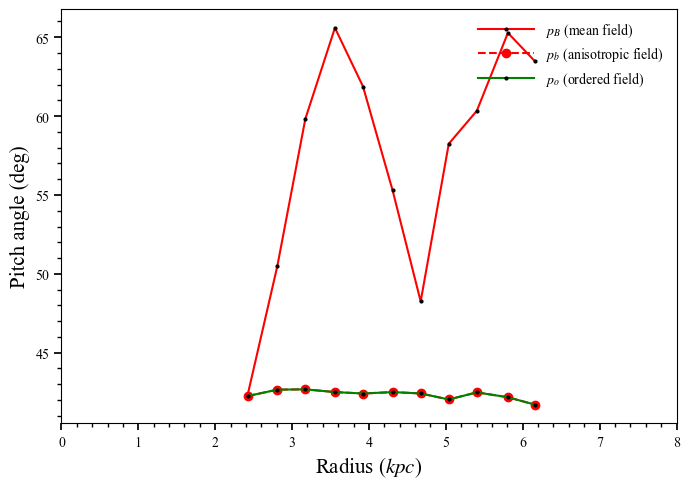 p_B (mean field)
p_b (anisotropic field)
p_o (ordered field)
Pitch angle (deg)
65
60
55
50
45
0 1 2 3 4 5 6 7 8
Radius (kpc)